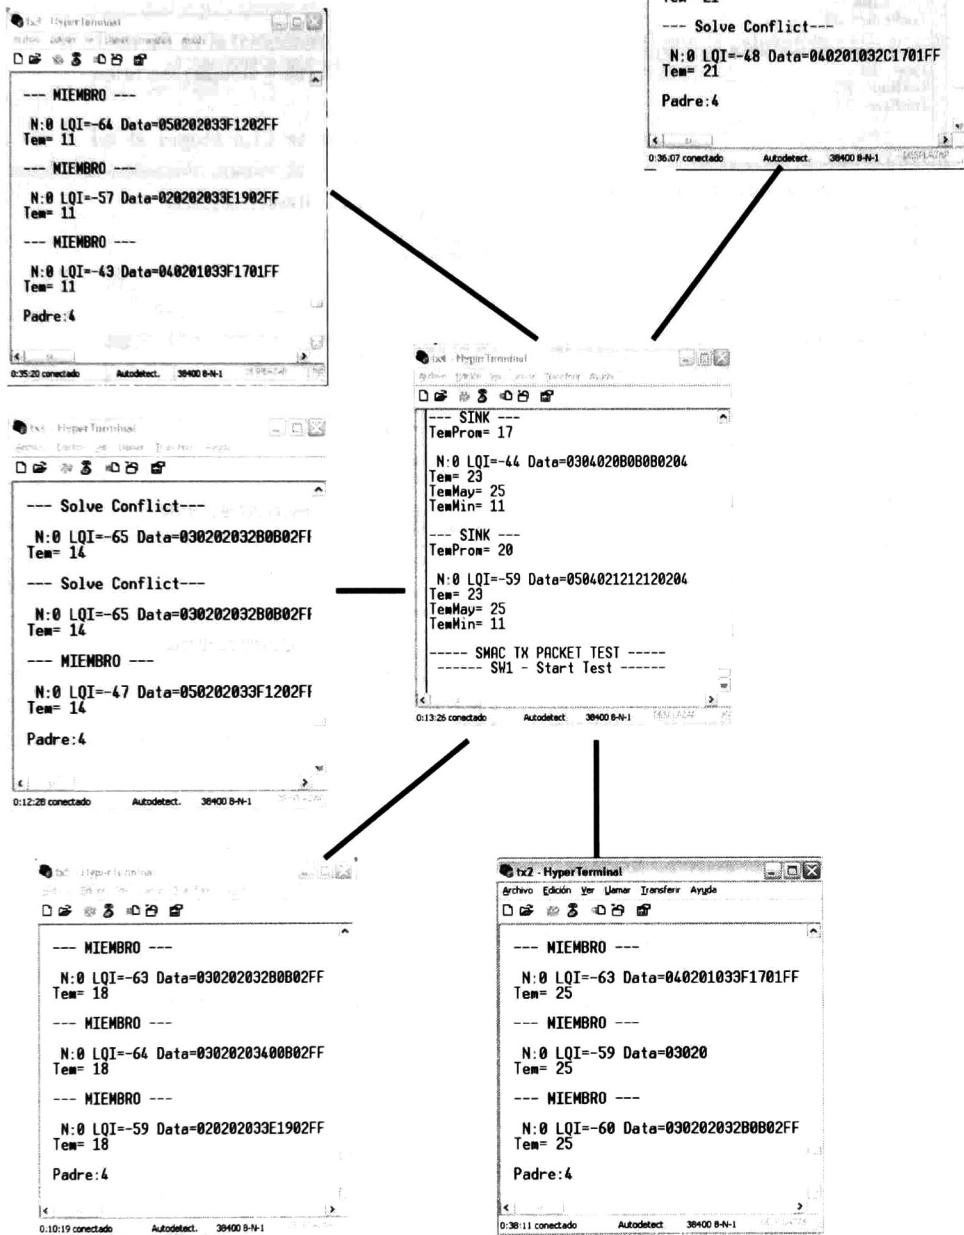 HyperTerminal
--- MIEMBRO ---
N:0 LQI=-64 Data=050202033F1202FF
Tem= 11
--- MIEMBRO ---
N:0 LQI=-57 Data=020202033E1902FF
Tem= 11
--- MIEMBRO ---
N:0 LQI=-43 Data=040201033F1701FF
Tem= 11
Padre:4
0:35:20 conectado Autodetect. 38400 8-N-1
--- Solve Conflict---
N:0 LQI=-48 Data=040201032C1701FF
Tem= 21
Padre:4
0:36:07 conectado Autodetect. 38400 8-N-1 DESPLAZAR
HyperTerminal
--- SINK ---
TemProm= 17
N:0 LQI=-44 Data=0304020B0B0B0204
Tem= 23
TemMay= 25
TemMin= 11
--- SINK ---
TemProm= 20
N:0 LQI=-59 Data=0504021212120204
Tem= 23
TemMay= 25
TemMin= 11
----- SMAC TX PACKET TEST -----
------ SW1 - Start Test ------
0:13:26 conectado Autodetect 38400 8-N-1
HyperTerminal
--- Solve Conflict---
N:0 LQI=-65 Data=030202032B0B02FF
Tem= 14
--- Solve Conflict---
N:0 LQI=-65 Data=030202032B0B02FF
Tem= 14
--- MIEMBRO ---
N:0 LQI=-47 Data=050202033F1202FF
Tem= 14
Padre:4
0:12:28 conectado Autodetect. 38400 8-N-1
HyperTerminal
--- MIEMBRO ---
N:0 LQI=-63 Data=030202032B0B02FF
Tem= 18
--- MIEMBRO ---
N:0 LQI=-64 Data=03020203400B02FF
Tem= 18
--- MIEMBRO ---
N:0 LQI=-59 Data=020202033E1902FF
Tem= 18
Padre:4
0:10:19 conectado Autodetect. 38400 8-N-1
tx2 - HyperTerminal
Archivo Edición Ver Llamar Transferir Ayuda
--- MIEMBRO ---
N:0 LQI=-63 Data=040201033F1701FF
Tem= 25
--- MIEMBRO ---
N:0 LQI=-59 Data=03020
Tem= 25
--- MIEMBRO ---
N:0 LQI=-60 Data=030202032B0B02FF
Tem= 25
Padre:4
0:38:11 conectado Autodetect 38400 8-N-1